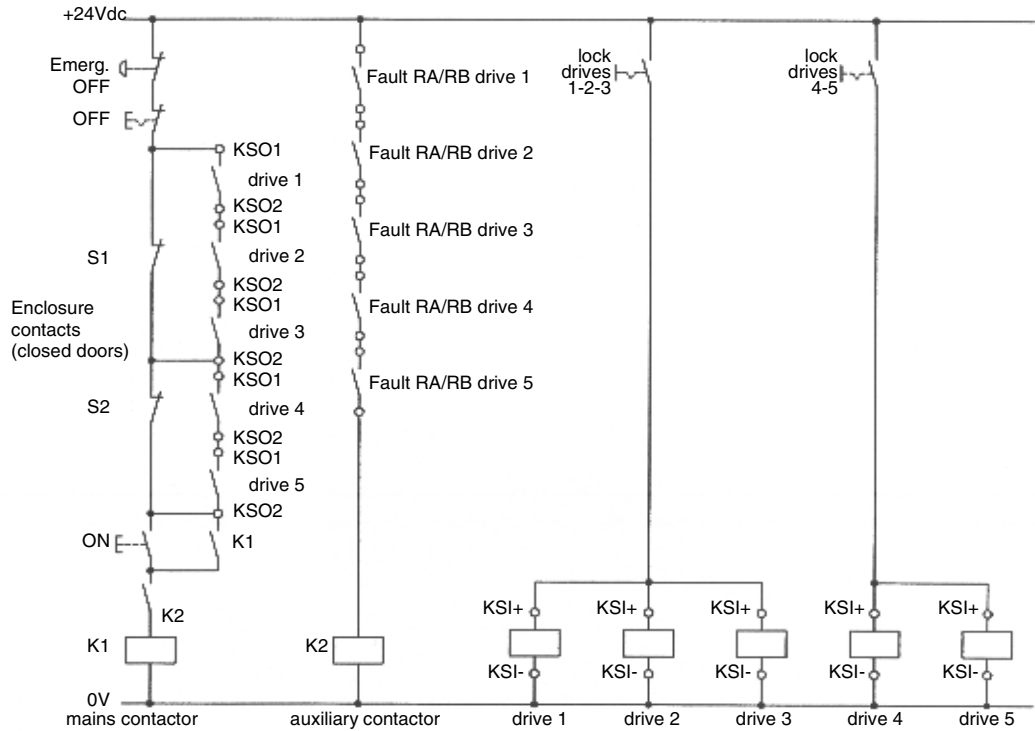 +24Vdc
Emerg.
OFF
OFF
KSO1
drive 1
KSO2
KSO1
S1
drive 2
KSO2
KSO1
Enclosure
contacts
(closed doors)
drive 3
KSO2
KSO1
S2
drive 4
KSO2
KSO1
drive 5
KSO2
ON
K1
K2
K1
0V
mains contactor
Fault RA/RB drive 1
Fault RA/RB drive 2
Fault RA/RB drive 3
Fault RA/RB drive 4
Fault RA/RB drive 5
K2
auxiliary contactor
lock
drives
1-2-3
lock
drives
4-5
KSI+
KSI+
KSI+
KSI+
KSI+
KSI-
KSI-
KSI-
KSI-
KSI-
drive 1
drive 2
drive 3
drive 4
drive 5